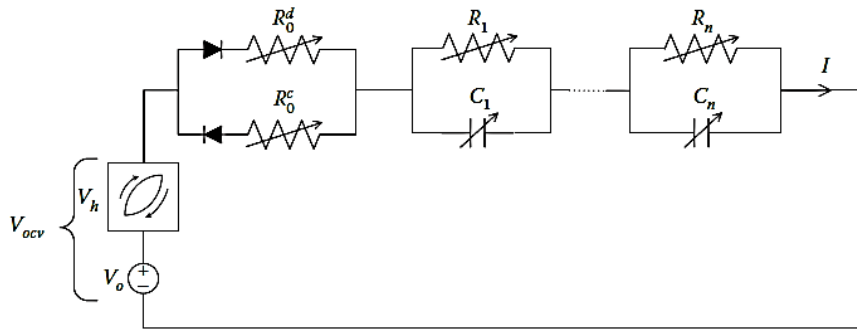 R_0^d
R_1
R_n
I
R_0^c
C_1
C_n
V_h
V_ocv
V_o
+
−